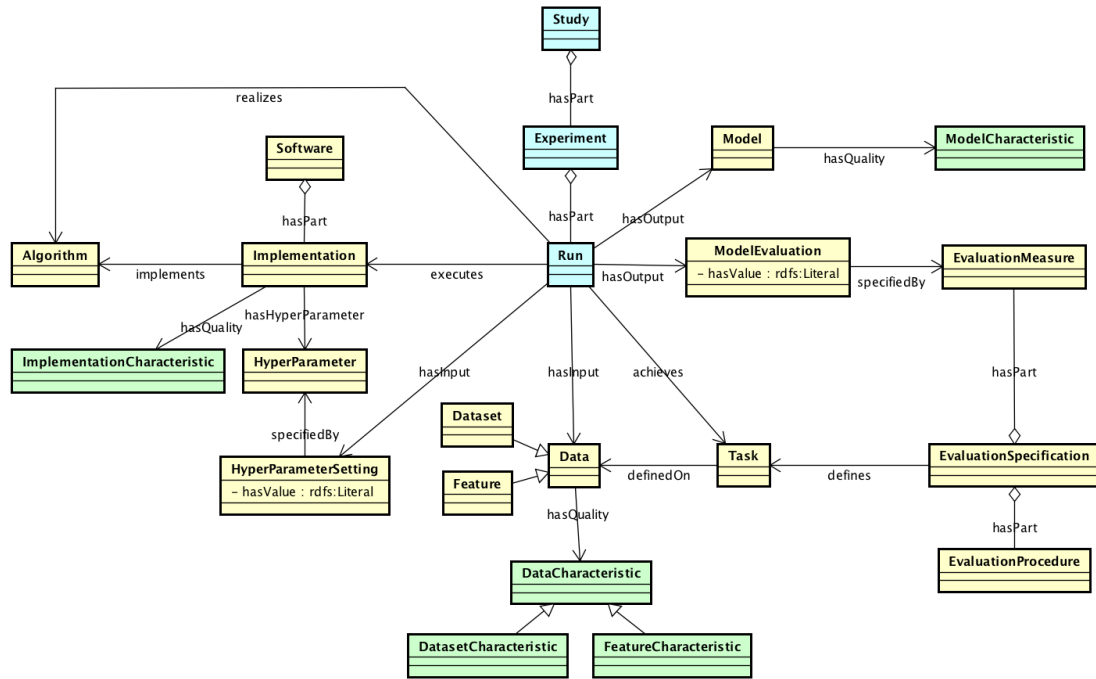 Study
hasPart
realizes
Experiment
Model
ModelCharacteristic
hasQuality
Software
hasPart
hasPart
hasOutput
Algorithm
implements
Implementation
executes
Run
hasOutput
ModelEvaluation
- hasValue : rdfs:Literal
specifiedBy
EvaluationMeasure
hasQuality
hasHyperParameter
ImplementationCharacteristic
HyperParameter
hasInput
hasInput
achieves
hasPart
specifiedBy
Dataset
HyperParameterSetting
- hasValue : rdfs:Literal
Feature
Data
definedOn
Task
defines
EvaluationSpecification
hasQuality
hasPart
EvaluationProcedure
DataCharacteristic
DatasetCharacteristic
FeatureCharacteristic